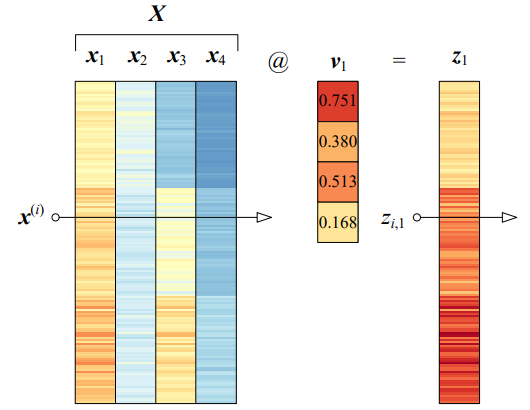 X
x₁ x₂ x₃ x₄ @ v₁ = z₁
0.751
0.380
0.513
0.168
x⁽ⁱ⁾ zᵢ,₁